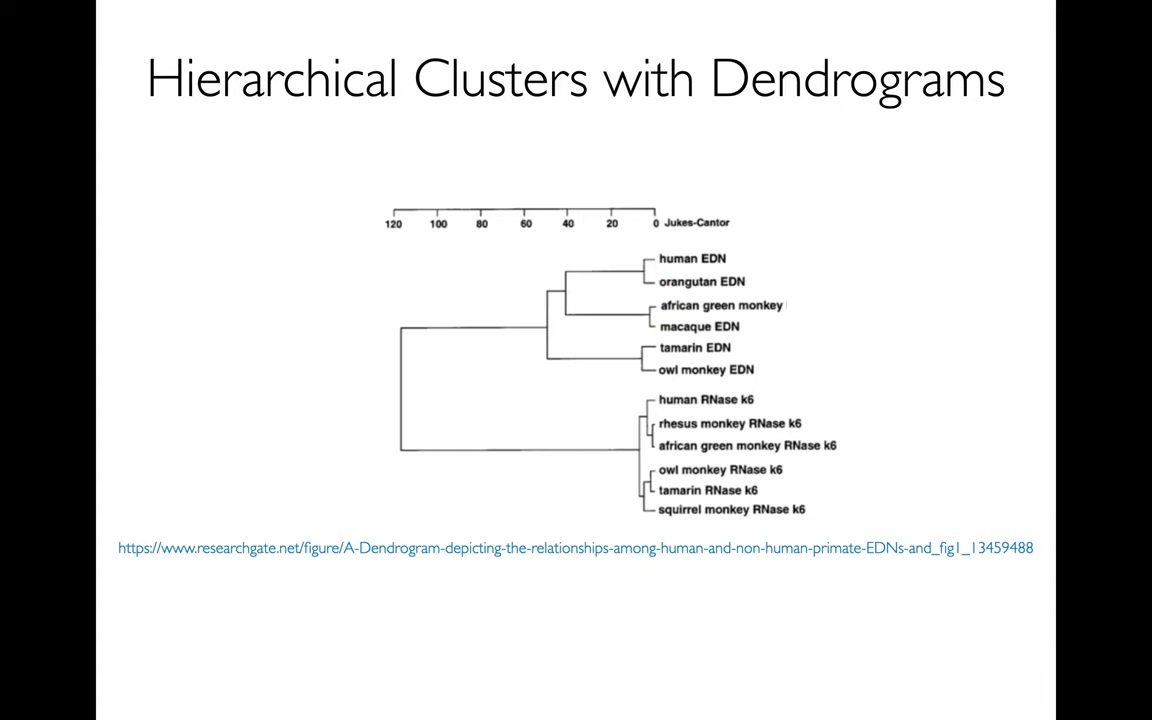 Hierarchical Clusters with Dendrograms
120 100 80 60 40 20 0 Jukes-Cantor
human EDN
orangutan EDN
african green monkey
macaque EDN
tamarin EDN
owl monkey EDN
human RNase k6
rhesus monkey RNase k6
african green monkey RNase k6
owl monkey RNase k6
tamarin RNase k6
squirrel monkey RNase k6
https://www.researchgate.net/figure/A-Dendrogram-depicting-the-relationships-among-human-and-non-human-primate-EDNs-and_fig1_13459488